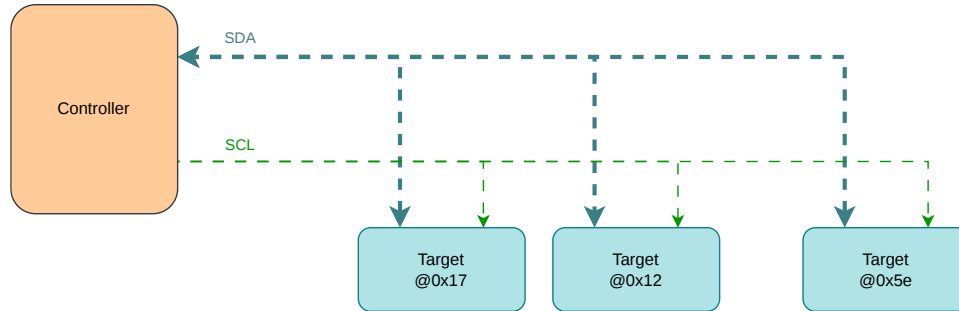 SDA
Controller
SCL
Target
@0x17
Target
@0x12
Target
@0x5e